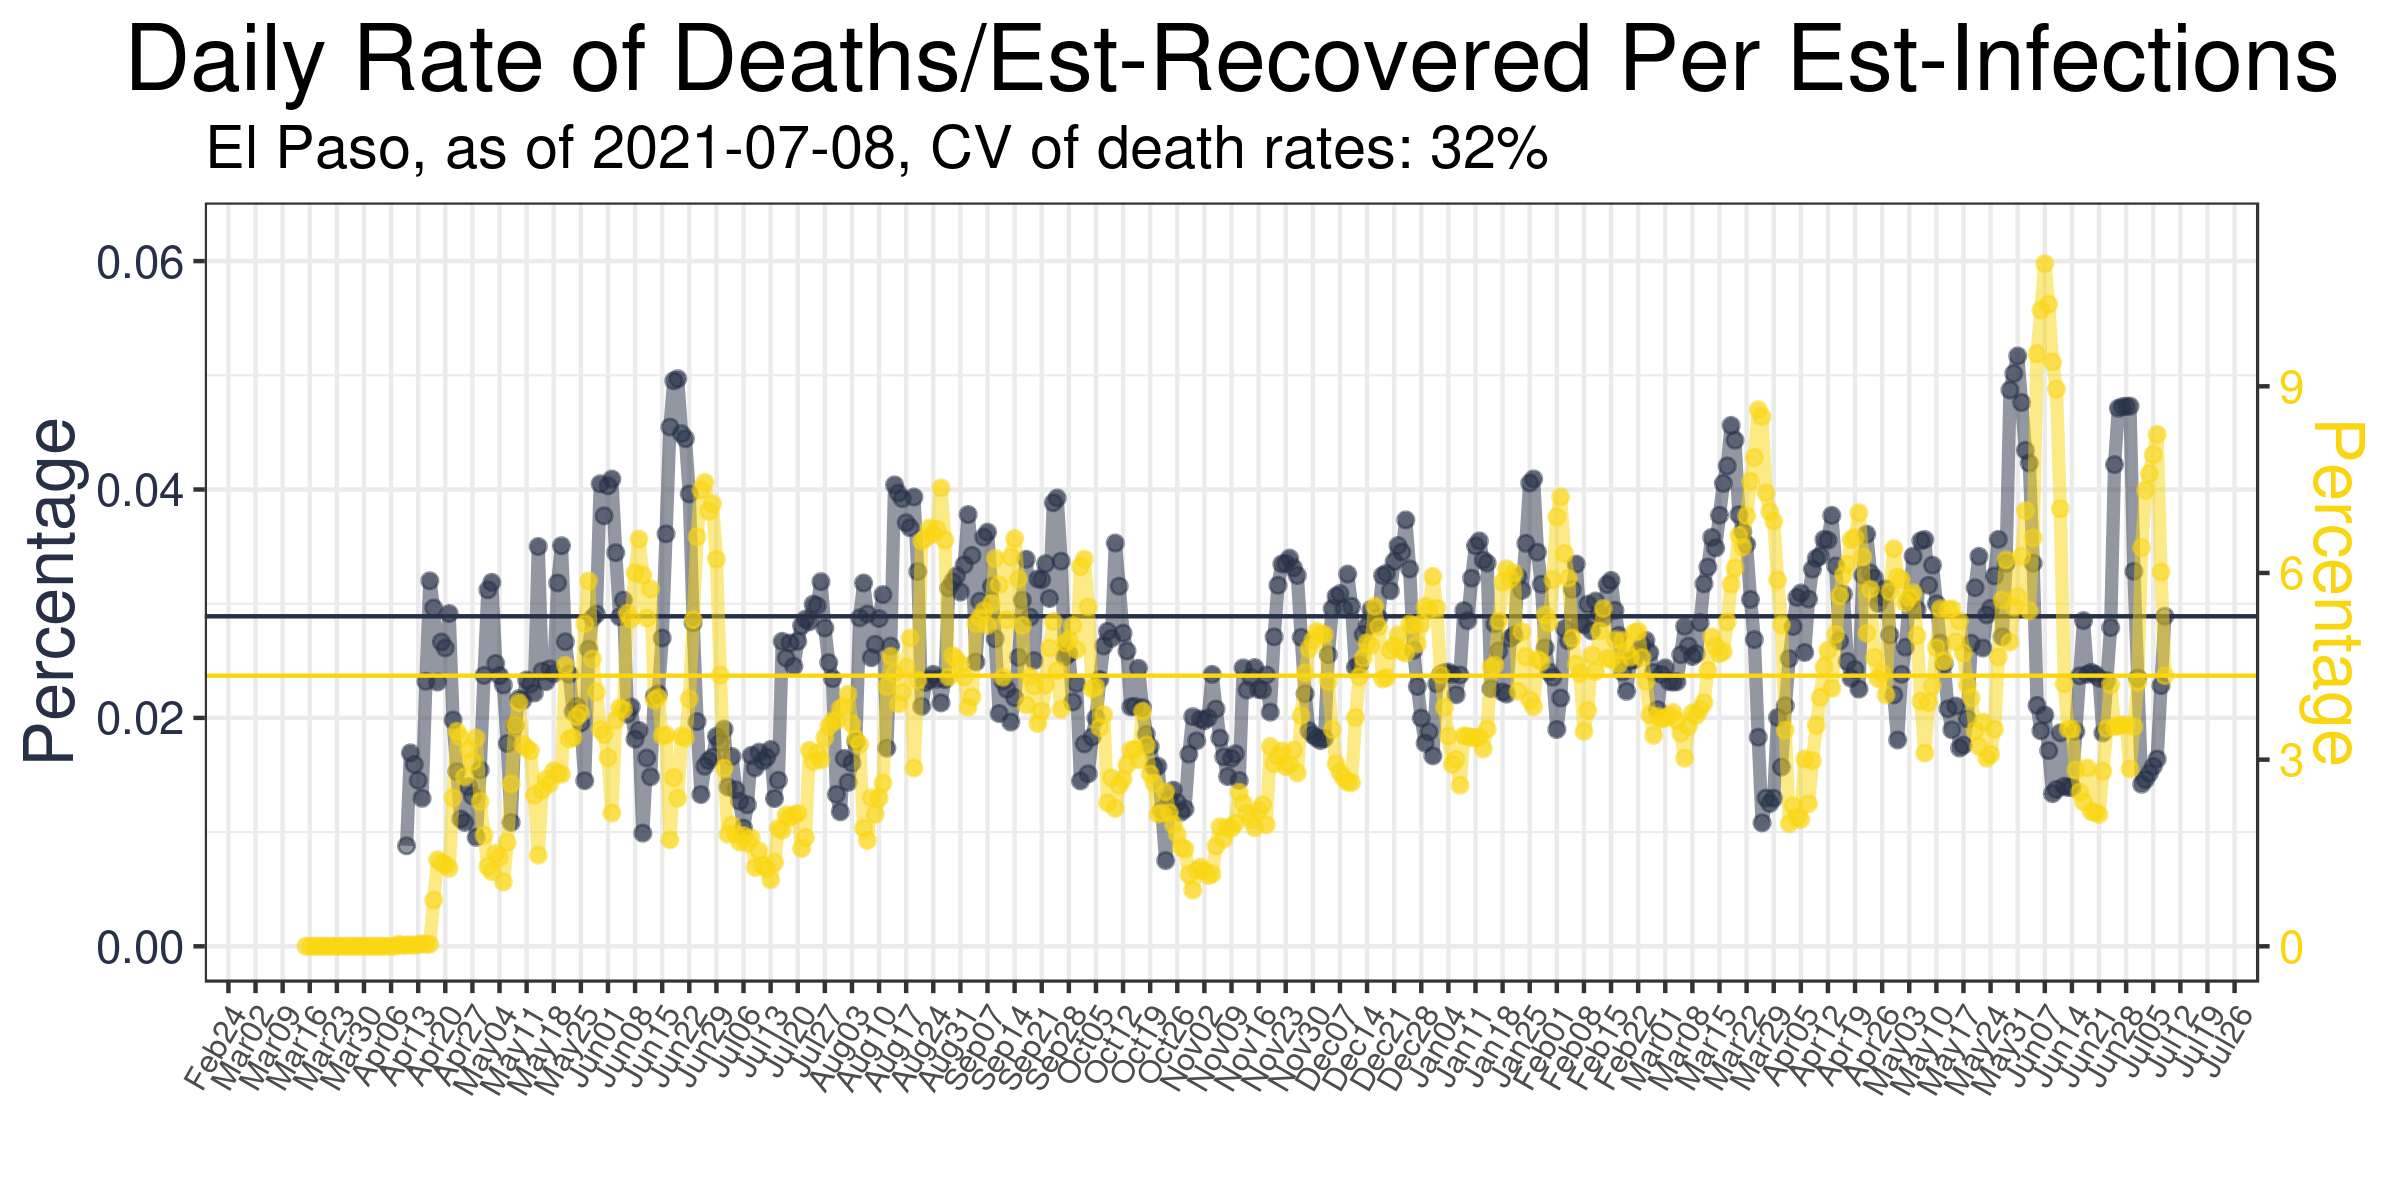 Daily Rate of Deaths/Est-Recovered Per Est-Infections
El Paso, as of 2021-07-08, CV of death rates: 32%
Percentage
0.06
0.04
0.02
0.00
9
6
3
0
Percentage
Feb24
Mar02
Mar09
Mar16
Mar23
Mar30
Apr06
Apr13
Apr20
Apr27
May04
May11
May18
May25
Jun01
Jun08
Jun15
Jun22
Jun29
Jul06
Jul13
Jul20
Jul27
Aug03
Aug10
Aug17
Aug24
Aug31
Sep07
Sep14
Sep21
Sep28
Oct05
Oct12
Oct19
Oct26
Nov02
Nov09
Nov16
Nov23
Nov30
Dec07
Dec14
Dec21
Dec28
Jan04
Jan11
Jan18
Jan25
Feb01
Feb08
Feb15
Feb22
Mar01
Mar08
Mar15
Mar22
Mar29
Apr05
Apr12
Apr19
Apr26
May03
May10
May17
May24
May31
Jun07
Jun14
Jun21
Jun28
Jul05
Jul12
Jul19
Jul26